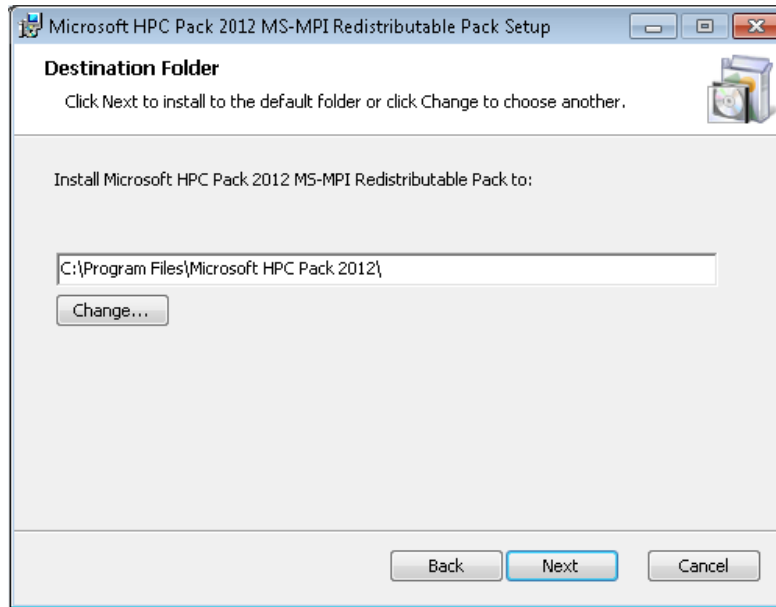 Microsoft HPC Pack 2012 MS-MPI Redistributable Pack Setup
Destination Folder
Click Next to install to the default folder or click Change to choose another.
Install Microsoft HPC Pack 2012 MS-MPI Redistributable Pack to:
C:\Program Files\Microsoft HPC Pack 2012\
Change...
Back Next Cancel